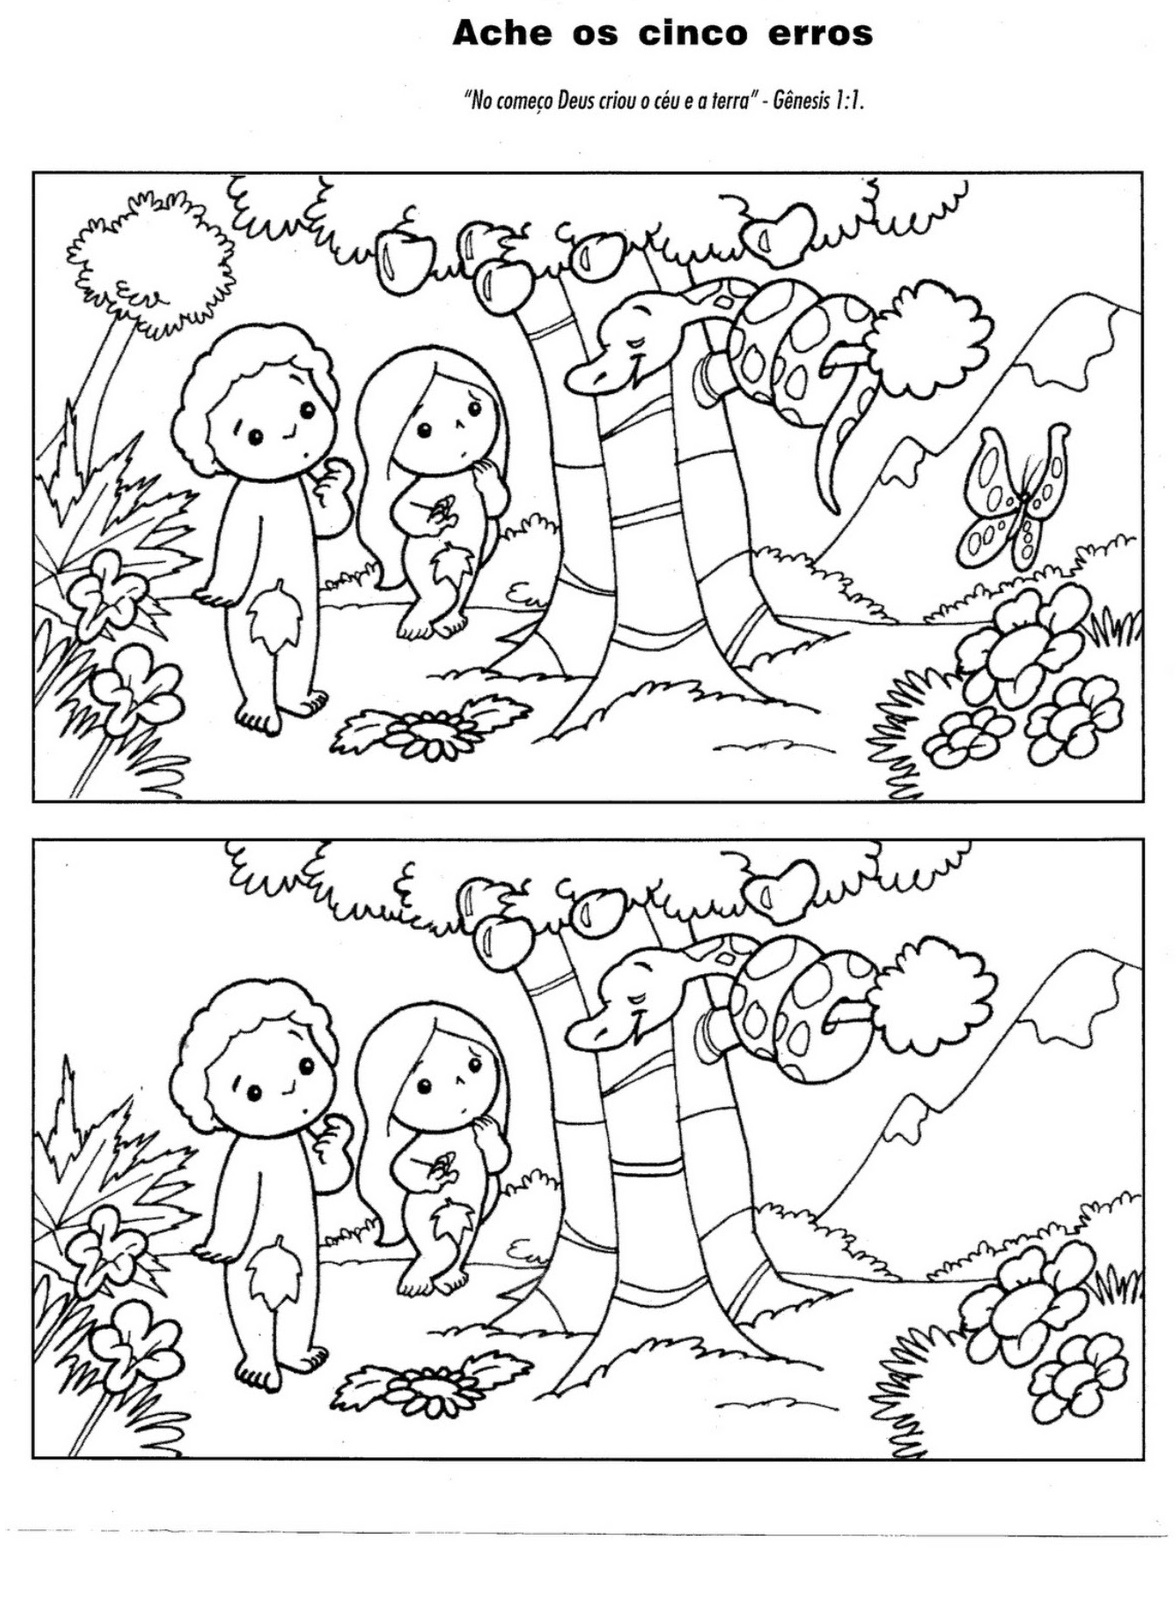 Ache os cinco erros
“No começo Deus criou o céu e a terra” - Gênesis 1:1.